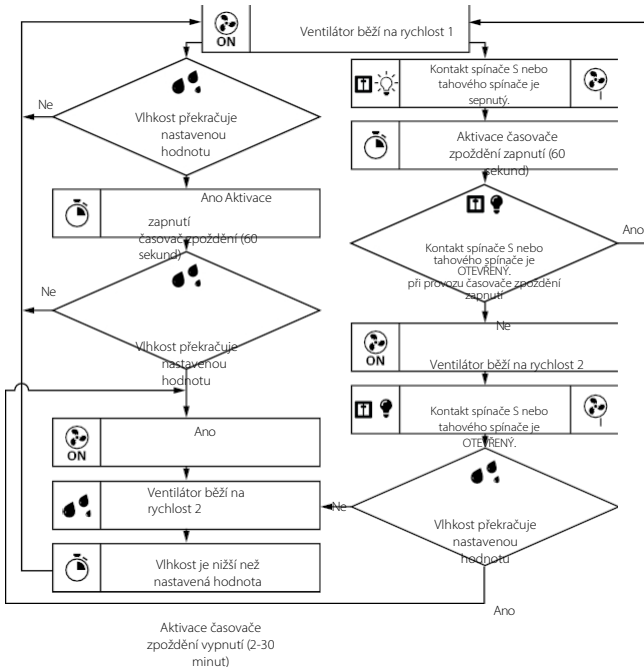 ON
Ventilátor běží na rychlost 1
Ne
Vlhkost překračuje
nastavenou
hodnotu
Ano Aktivace
zapnutí
časovač zpoždění (60
sekund)
Ne
Vlhkost překračuje
nastavenou
hodnotu
Ano
ON
Ventilátor běží na
rychlost 2
Vlhkost je nižší než
nastavená hodnota
Aktivace časovače
zpoždění vypnutí (2-30
minut)
Kontakt spínače S nebo
tahového spínače je
sepnutý.
Aktivace časovače
zpoždění zapnutí (60
sekund)
Ano
Kontakt spínače S nebo
tahového spínače je
OTEVŘENÝ.
při provozu časovače zpoždění
zapnutí
Ne
ON
Ventilátor běží na rychlost 2
Kontakt spínače S nebo
tahového spínače je
OTEVŘENÝ.
Ne
Vlhkost překračuje
nastavenou
hodnotu
Ano